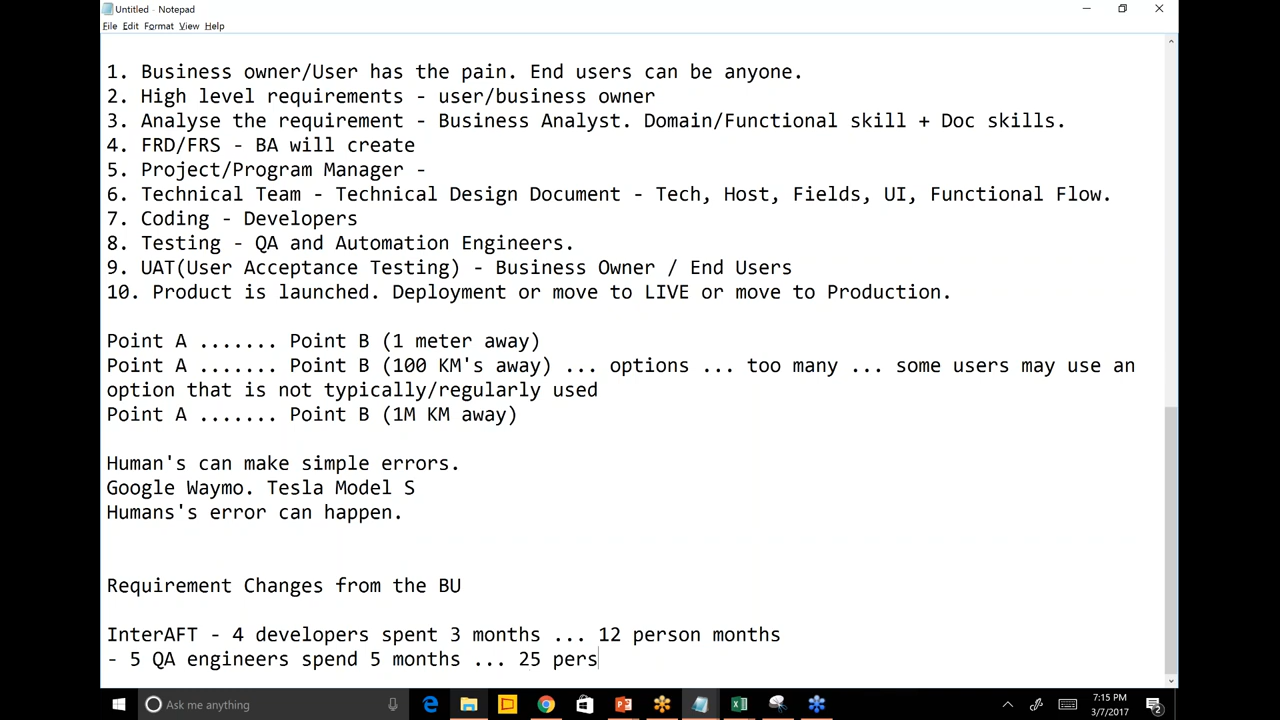 Untitled - Notepad
File Edit Format View Help
1. Business owner/User has the pain. End users can be anyone.
2. High level requirements - user/business owner
3. Analyse the requirement - Business Analyst. Domain/Functional skill + Doc skills.
4. FRD/FRS - BA will create
5. Project/Program Manager -
6. Technical Team - Technical Design Document - Tech, Host, Fields, UI, Functional Flow.
7. Coding - Developers
8. Testing - QA and Automation Engineers.
9. UAT(User Acceptance Testing) - Business Owner / End Users
10. Product is launched. Deployment or move to LIVE or move to Production.
Point A ....... Point B (1 meter away)
Point A ....... Point B (100 KM's away) ... options ... too many ... some users may use an
option that is not typically/regularly used
Point A ....... Point B (1M KM away)
Human's can make simple errors.
Google Waymo. Tesla Model S
Humans's error can happen.
Requirement Changes from the BU
InterAFT - 4 developers spent 3 months ... 12 person months
- 5 QA engineers spend 5 months ... 25 pers
Ask me anything
7:15 PM
3/7/2017
2